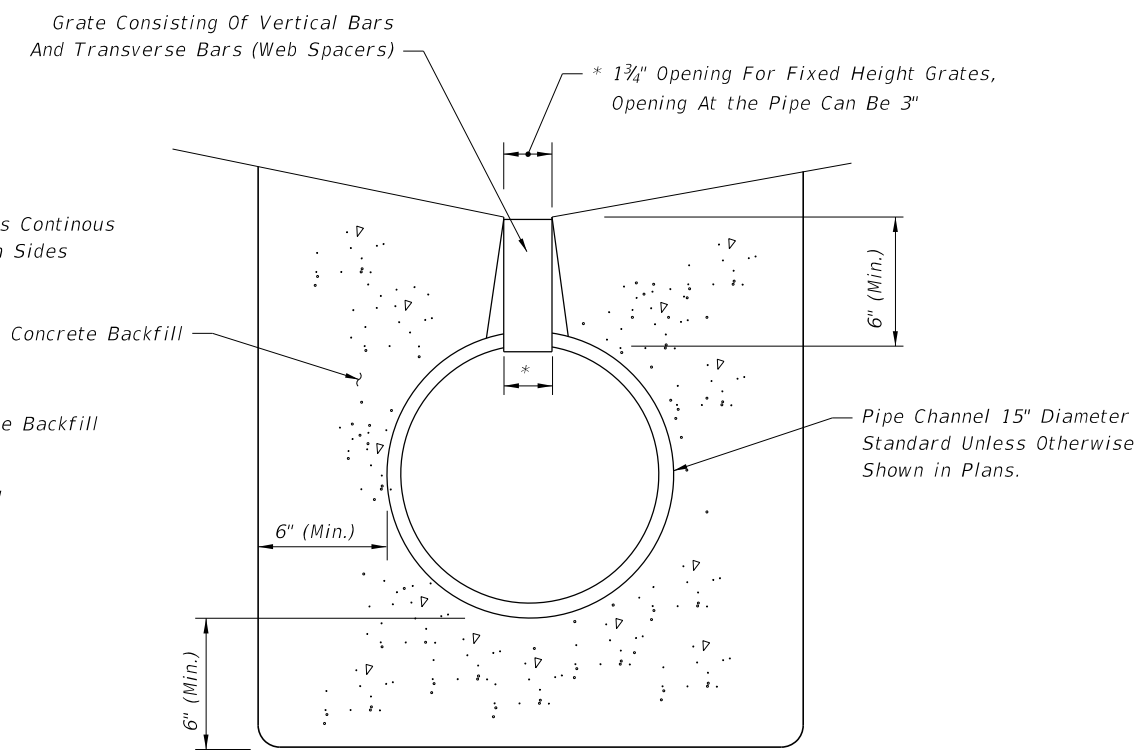 Grate Consisting Of Vertical Bars
And Transverse Bars (Web Spacers)
* 1¾" Opening For Fixed Height Grates,
Opening At the Pipe Can Be 3"
Continous
Sides
6" (Min.)
Concrete Backfill
*
Backfill
Pipe Channel 15" Diameter
Standard Unless Otherwise
Shown in Plans.
6" (Min.)
6" (Min.)